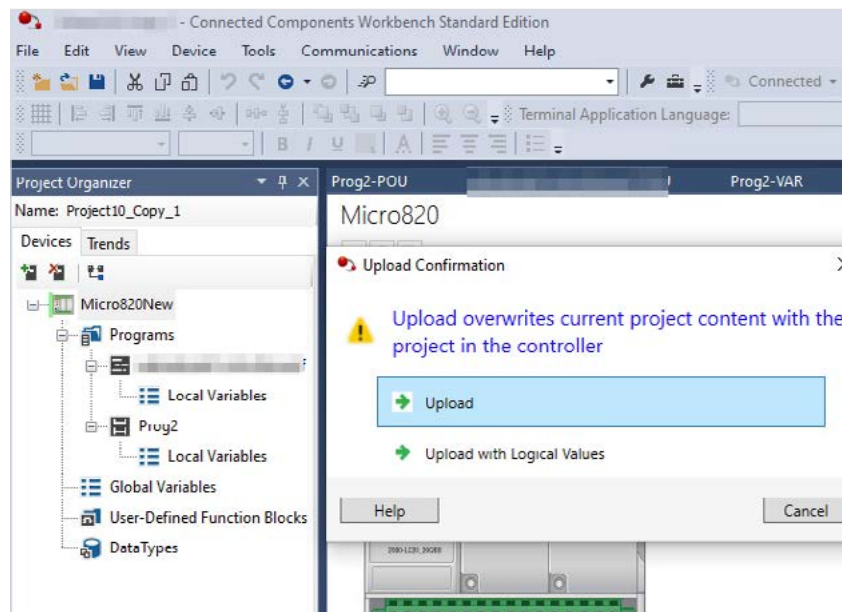 - Connected Components Workbench Standard Edition
File Edit View Device Tools Communications Window Help
Connected
Terminal Application Language:
B I U A
Project Organizer
Prog2-POU Prog2-VAR
Name: Project10_Copy_1
Micro820
Devices Trends
Upload Confirmation
Micro820New
Upload overwrites current project content with the
project in the controller
Programs
Local Variables
Upload
Prog2
Local Variables
Upload with Logical Values
Global Variables
User-Defined Function Blocks
Help Cancel
DataTypes
2080-LC20_20QBB